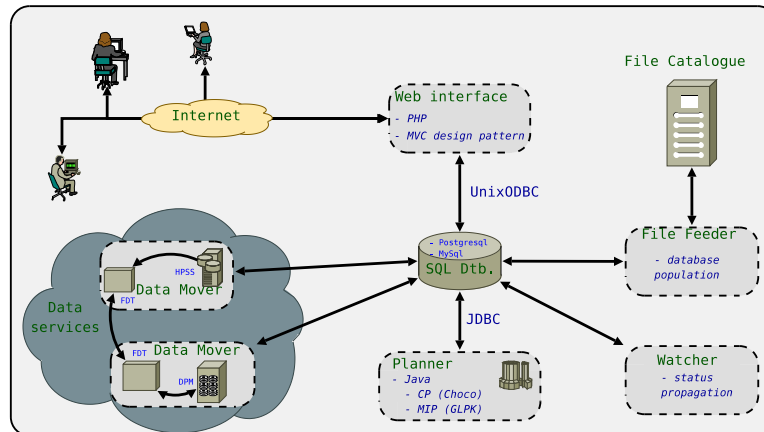 File Catalogue
Web interface
- PHP
- MVC design pattern
Internet
UnixODBC
- Postgresql
- MySql
SQL Dtb.
File Feeder
- database
population
HPSS
Data Mover
FDT
Data
services
FDT
Data Mover
DPM
JDBC
Planner
- Java
- CP (Choco)
- MIP (GLPK)
Watcher
- status
propagation